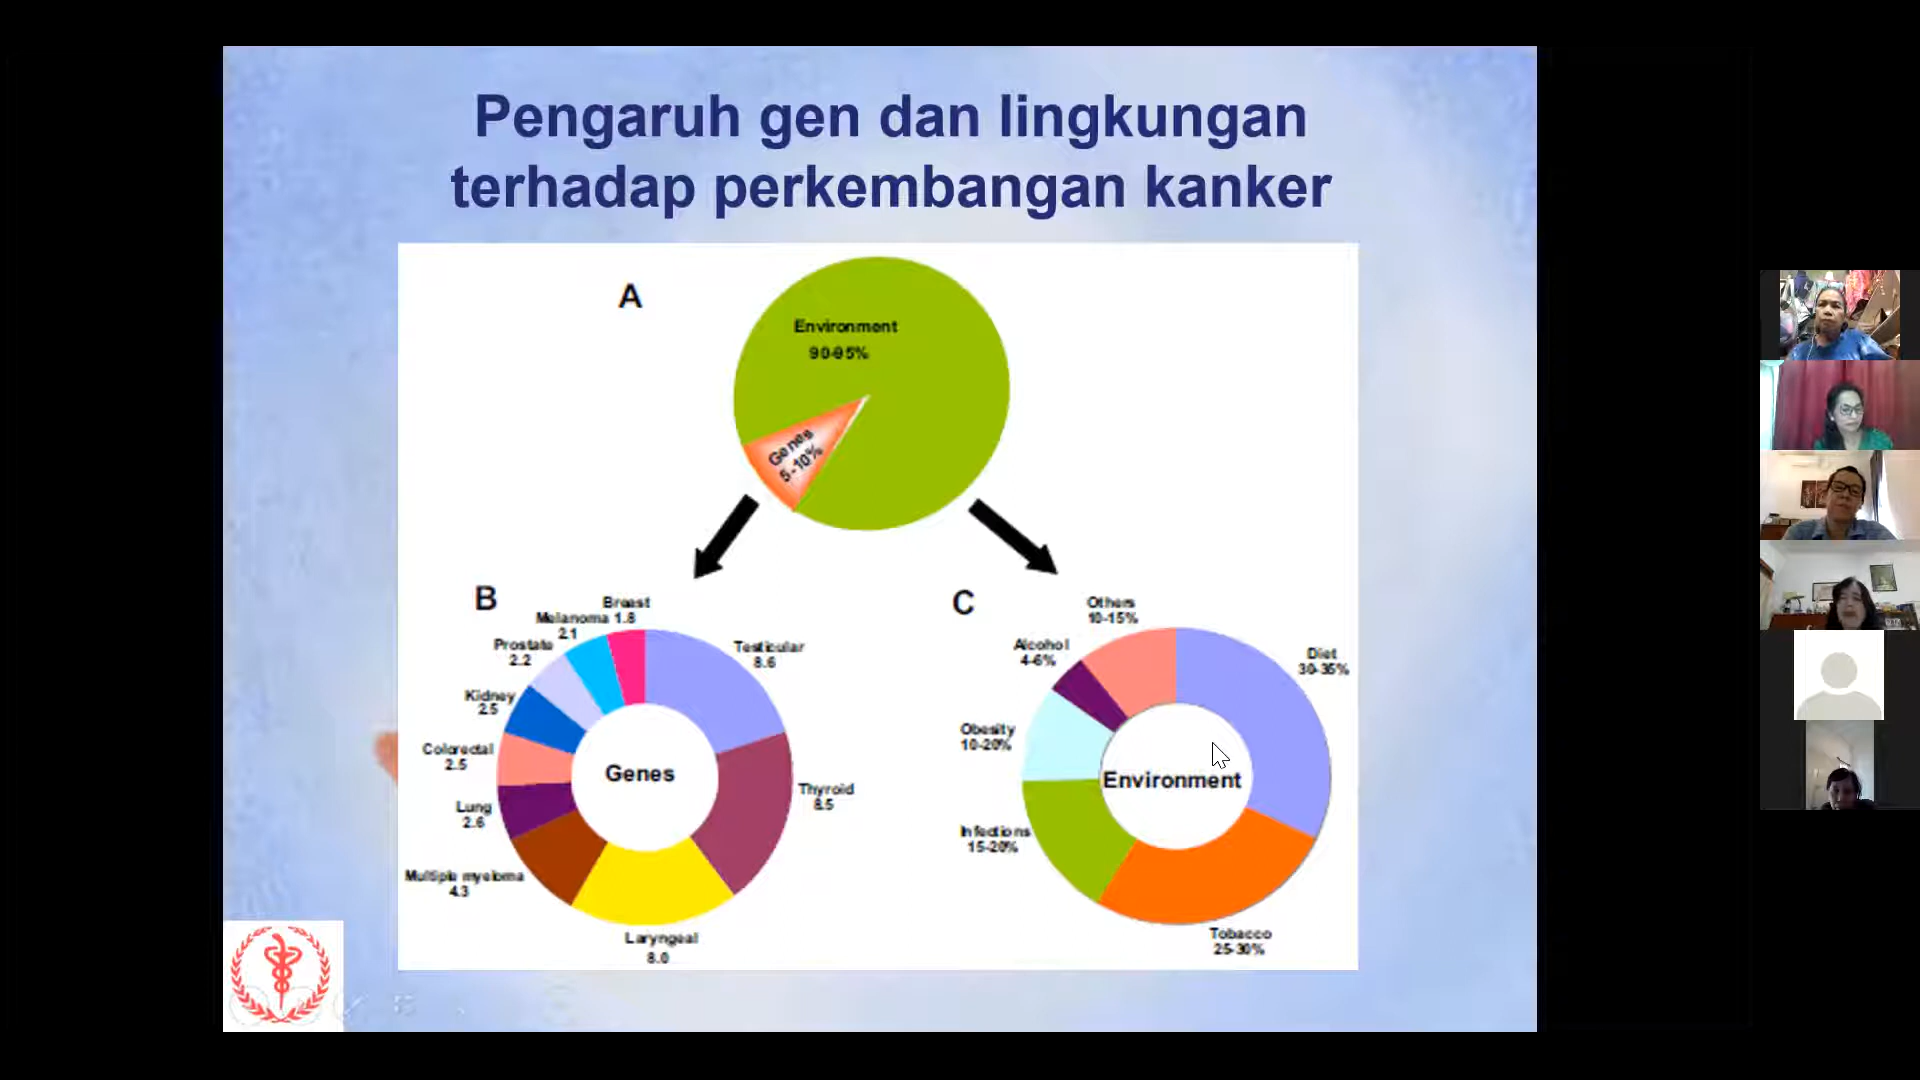 Pengaruh gen dan lingkungan
terhadap perkembangan kanker
A
Environment
90-95%
Genes
5-10%
B
Breast
1.8
Melanoma
2.1
Prostate
2.2
Kidney
2.5
Colorectal
2.5
Lung
2.6
Multiple myeloma
4.3
Laryngeal
8.0
Thyroid
8.5
Testicular
8.6
Genes
C
Others
10-15%
Alcohol
4-6%
Obesity
10-20%
Infections
15-20%
Tobacco
25-30%
Diet
30-35%
Environment